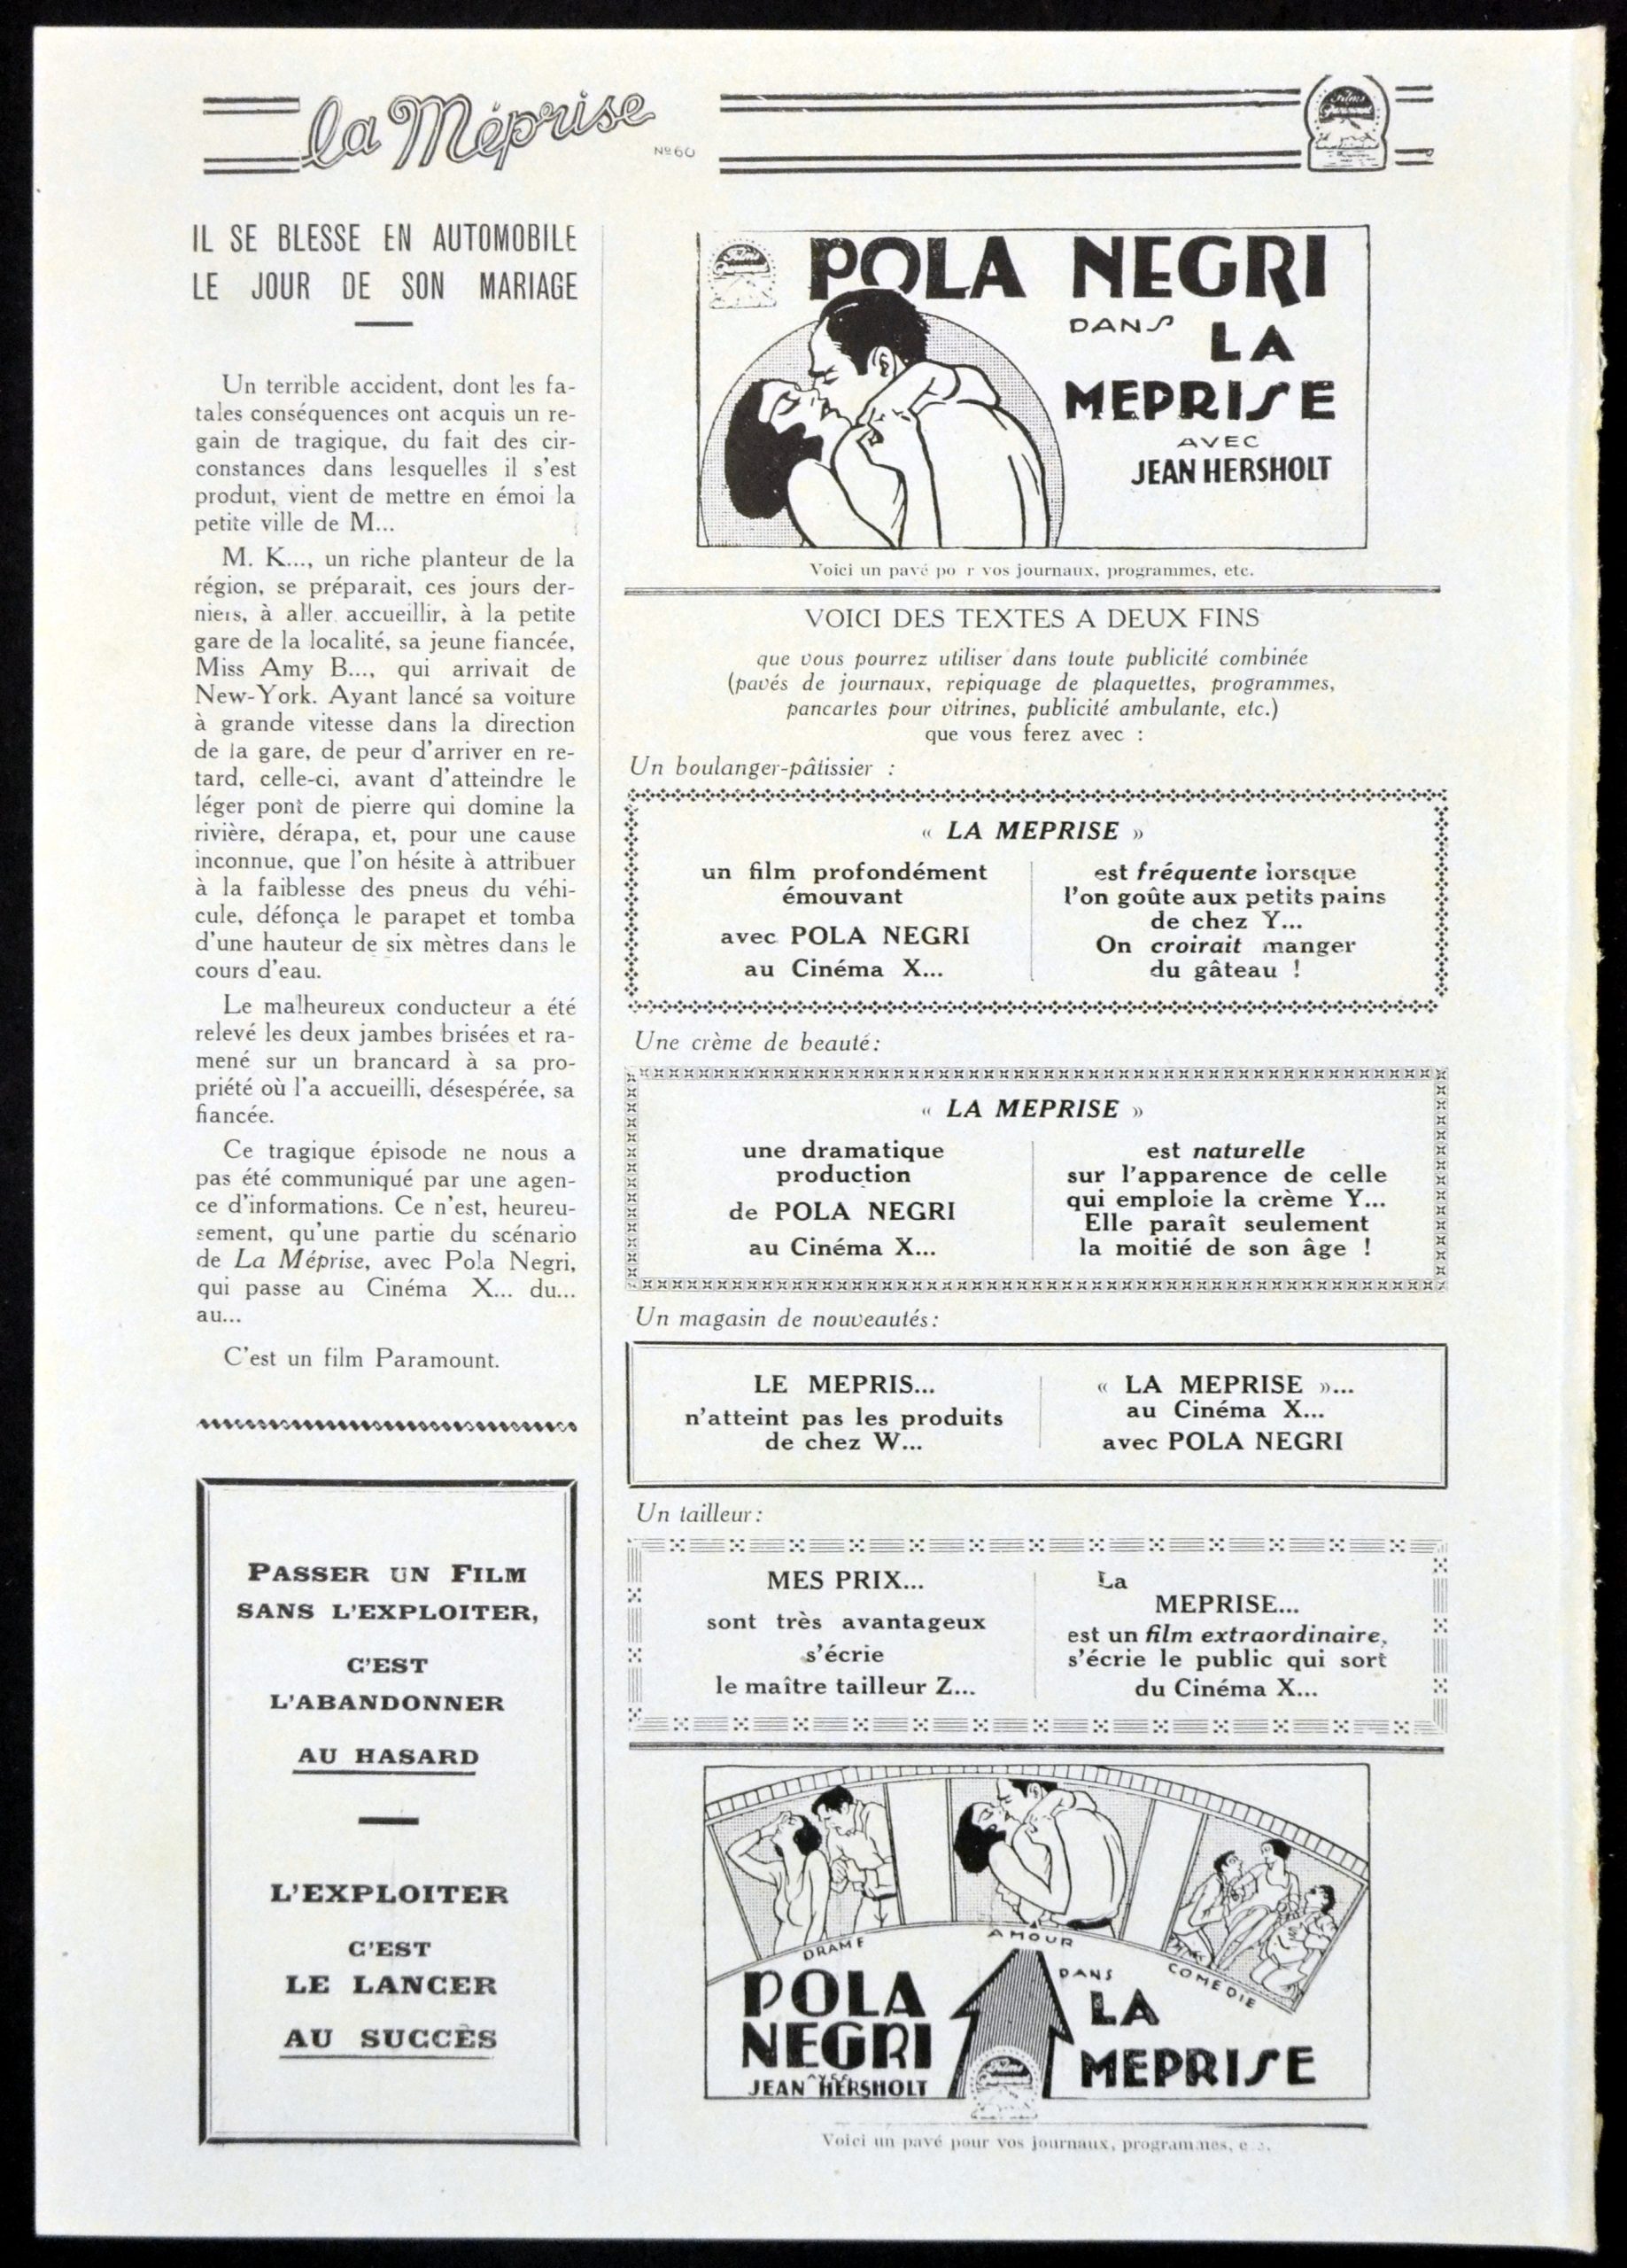 la Méprise
Nº 60
IL SE BLESSE EN AUTOMOBILE
LE JOUR DE SON MARIAGE
Un terrible accident, dont les fa-
tales conséquences ont acquis un re-
gain de tragique, du fait des cir-
constances dans lesquelles il s'est
produit, vient de mettre en émoi la
petite ville de M...
M. K..., un riche planteur de la
région, se préparait, ces jours der-
niers, à aller accueillir, à la petite
gare de la localité, sa jeune fiancée,
Miss Amy B..., qui arrivait de
New-York. Ayant lancé sa voiture
à grande vitesse dans la direction
de la gare, de peur d'arriver en re-
tard, celle-ci, avant d'atteindre le
léger pont de pierre qui domine la
rivière, dérapa, et, pour une cause
inconnue, que l'on hésite à attribuer
à la faiblesse des pneus du véhi-
cule, défonça le parapet et tomba
d'une hauteur de six mètres dans le
cours d'eau.
Le malheureux conducteur a été
relevé les deux jambes brisées et ra-
mené sur un brancard à sa pro-
priété où l'a accueilli, désespérée, sa
fiancée.
Ce tragique épisode ne nous a
pas été communiqué par une agen-
ce d'informations. Ce n'est, heureu-
sement, qu'une partie du scénario
de La Méprise, avec Pola Negri,
qui passe au Cinéma X... du...
au...
C'est un film Paramount.
PASSER UN FILM
SANS L'EXPLOITER,
C'EST
L'ABANDONNER
AU HASARD
L'EXPLOITER
C'EST
LE LANCER
AU SUCCÈS
POLA NEGRI
DANS
LA
MEPRISE
AVEC
JEAN HERSHOLT
Voici un pavé po r vos journaux, programmes, etc.
VOICI DES TEXTES A DEUX FINS
que vous pourrez utiliser dans toute publicité combinée
(pavés de journaux, repiquage de plaquettes, programmes,
pancartes pour vitrines, publicité ambulante, etc.)
que vous ferez avec :
Un boulanger-pâtissier :
« LA MEPRISE »
un film profondément
émouvant
avec POLA NEGRI
au Cinéma X...
est fréquente lorsque
l'on goûte aux petits pains
de chez Y...
On croirait manger
du gâteau !
Une crème de beauté:
« LA MEPRISE »
une dramatique
production
de POLA NEGRI
au Cinéma X...
est naturelle
sur l'apparence de celle
qui emploie la crème Y...
Elle paraît seulement
la moitié de son âge !
Un magasin de nouveautés:
LE MEPRIS...
n'atteint pas les produits
de chez W...
« LA MEPRISE »...
au Cinéma X...
avec POLA NEGRI
Un tailleur:
MES PRIX...
sont très avantageux
s'écrie
le maître tailleur Z...
La
MEPRISE...
est un film extraordinaire,
s'écrie le public qui sort
du Cinéma X...
DRAME
AMOUR
COMEDIE
POLA
NEGRI
AVEC
JEAN HERSHOLT
DANS
LA
MEPRISE
Voici un pavé pour vos journaux, programmes,